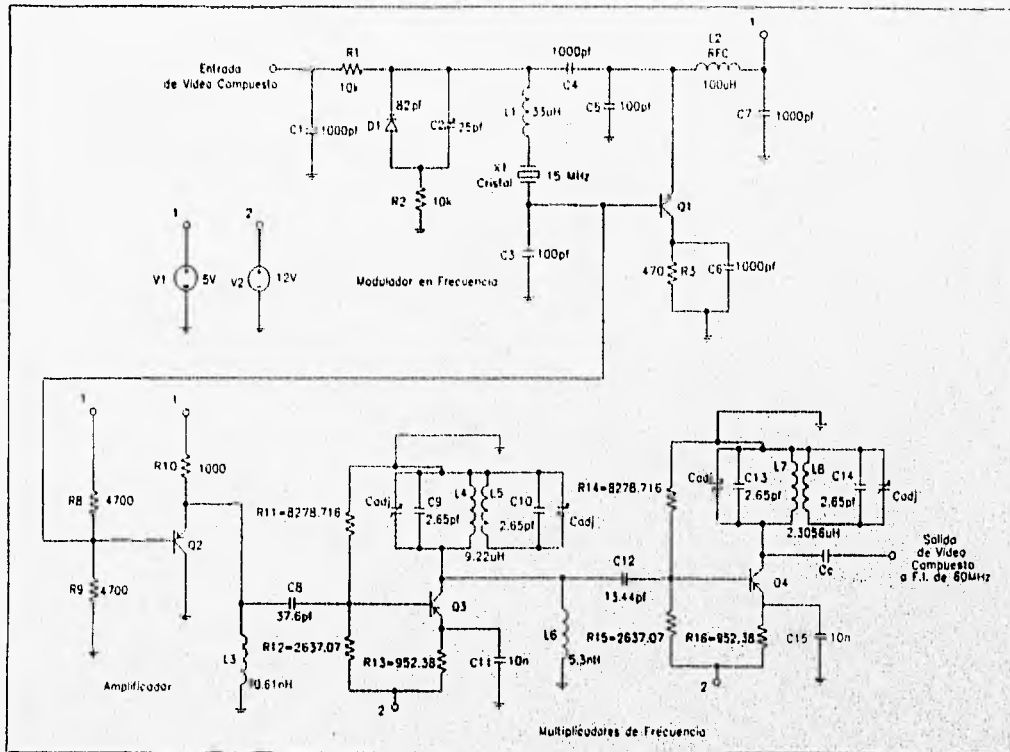 1
L2
RFC
100uH
R1
10k
1000pf
C4
Entrada
de Video Compuesto
82pf
D1
C2
25pf
L1
33uH
C5
100pf
C7
1000pf
C1
1000pf
X1
Cristal
15 MHz
R2
10k
Q1
1
2
C3
100pf
470
R3
C6
1000pf
V1
5V
V2
12V
Modulador en Frecuencia
1
1
R10
1000
R8
4700
Q2
R9
4700
R11=8278.716
Cadj
C9
2.65pf
L4
L5
C10
2.65pf
Cadj
9.22uH
R14=8278.716
Cadj
C13
2.65pf
L7
L8
C14
2.65pf
Cadj
2.3056uH
Salida
de Video
Compuesto
a F.I. de 60MHz
C8
37.6pf
Q3
C12
13.44pf
Q4
Cc
L3
0.61nH
R12=2637.07
R13=952.38
C11
10n
L6
5.3nH
R15=2637.07
R16=952.38
C15
10n
2
2
Amplificador
Multiplicadores de Frecuencia